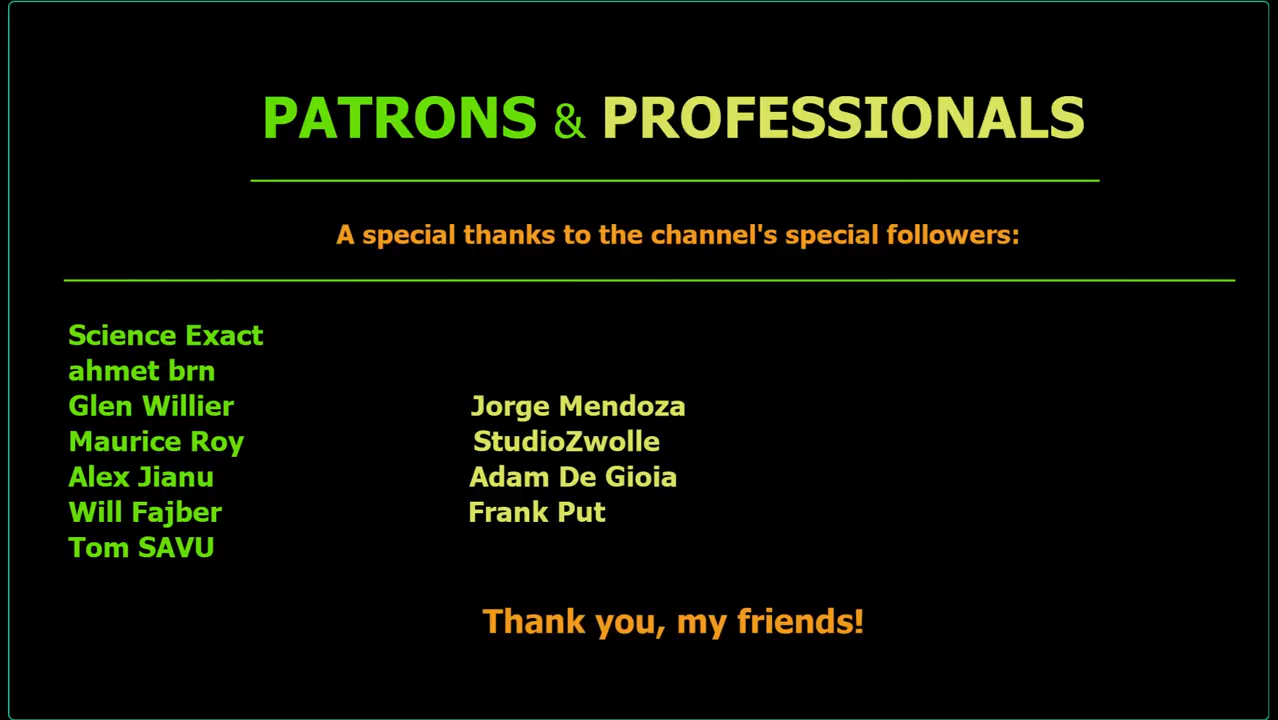 PATRONS & PROFESSIONALS
A special thanks to the channel's special followers:
Science Exact
ahmet brn
Glen Willier
Maurice Roy
Alex Jianu
Will Fajber
Tom SAVU
Jorge Mendoza
StudioZwolle
Adam De Gioia
Frank Put
Thank you, my friends!